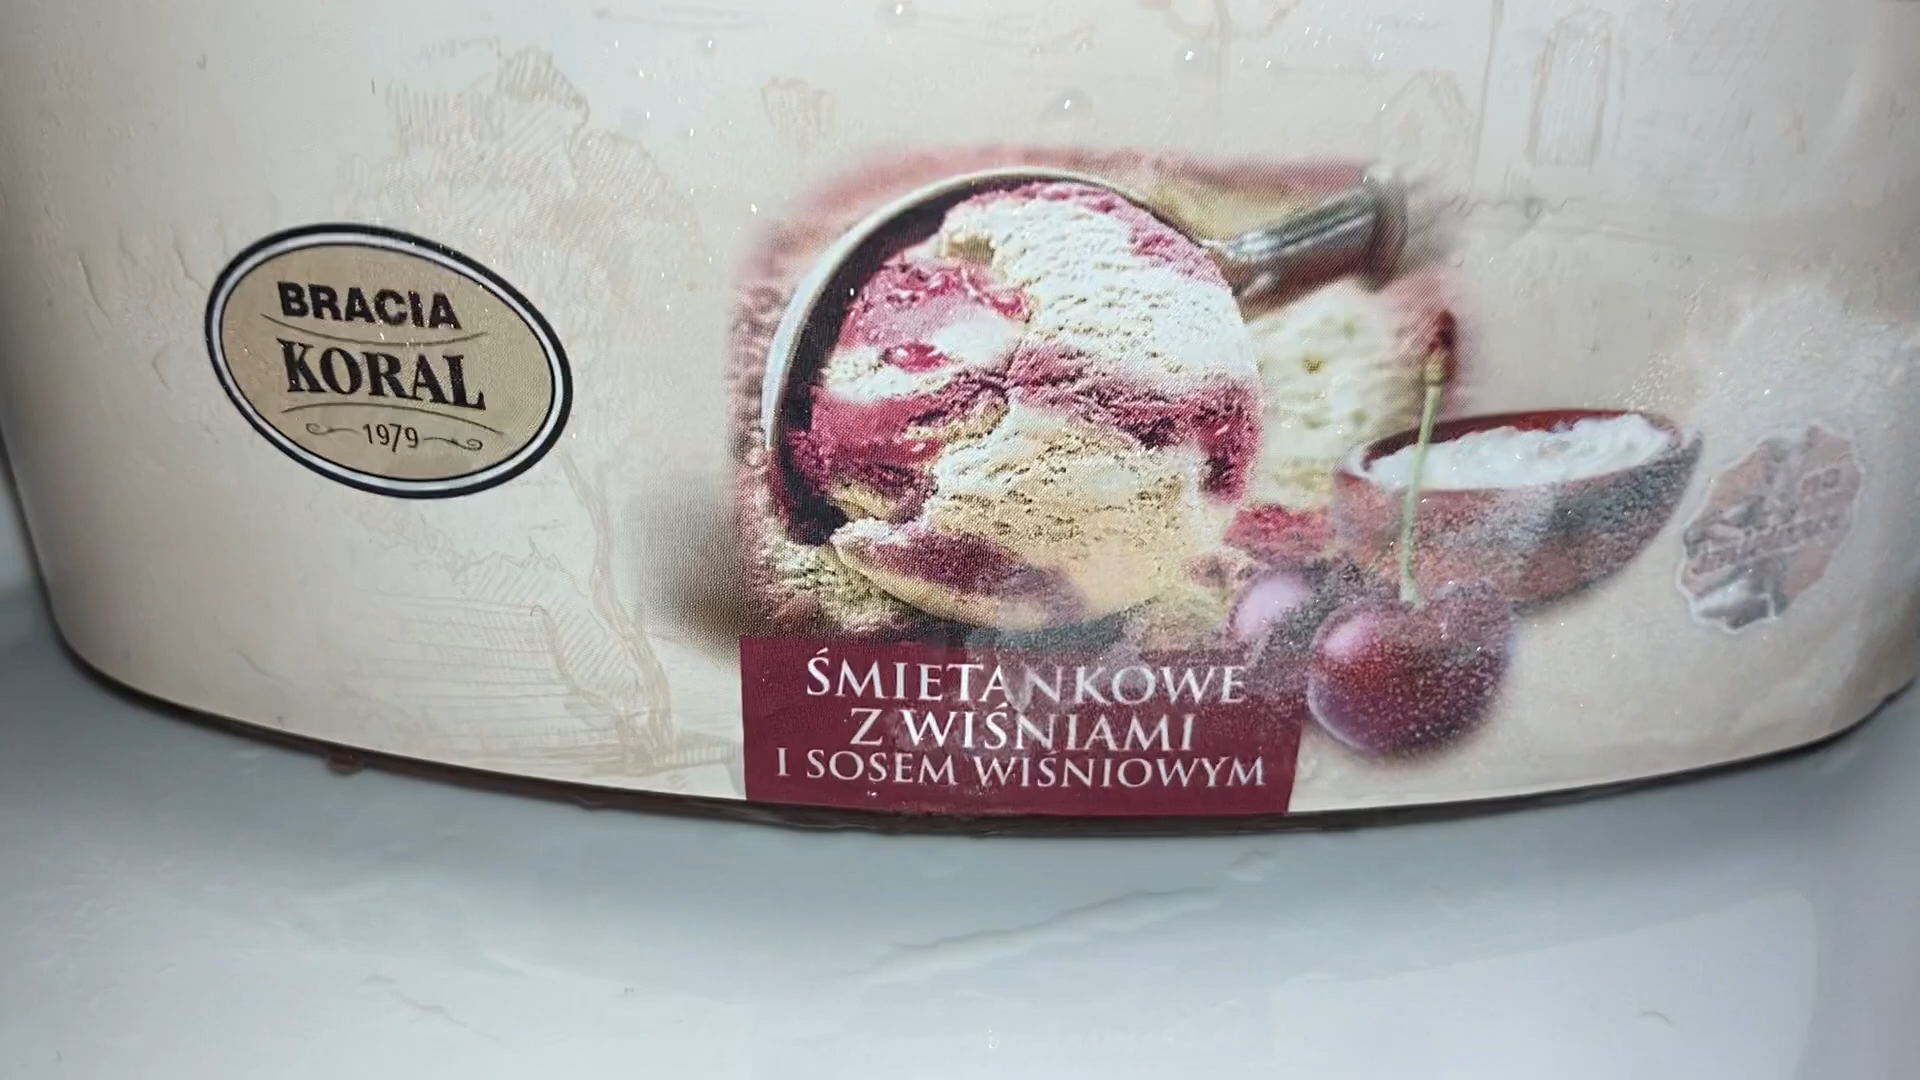 BRACIA
KORAL
1979
ŚMIETANKOWE
Z WIŚNIAMI
I SOSEM WIŚNIOWYM